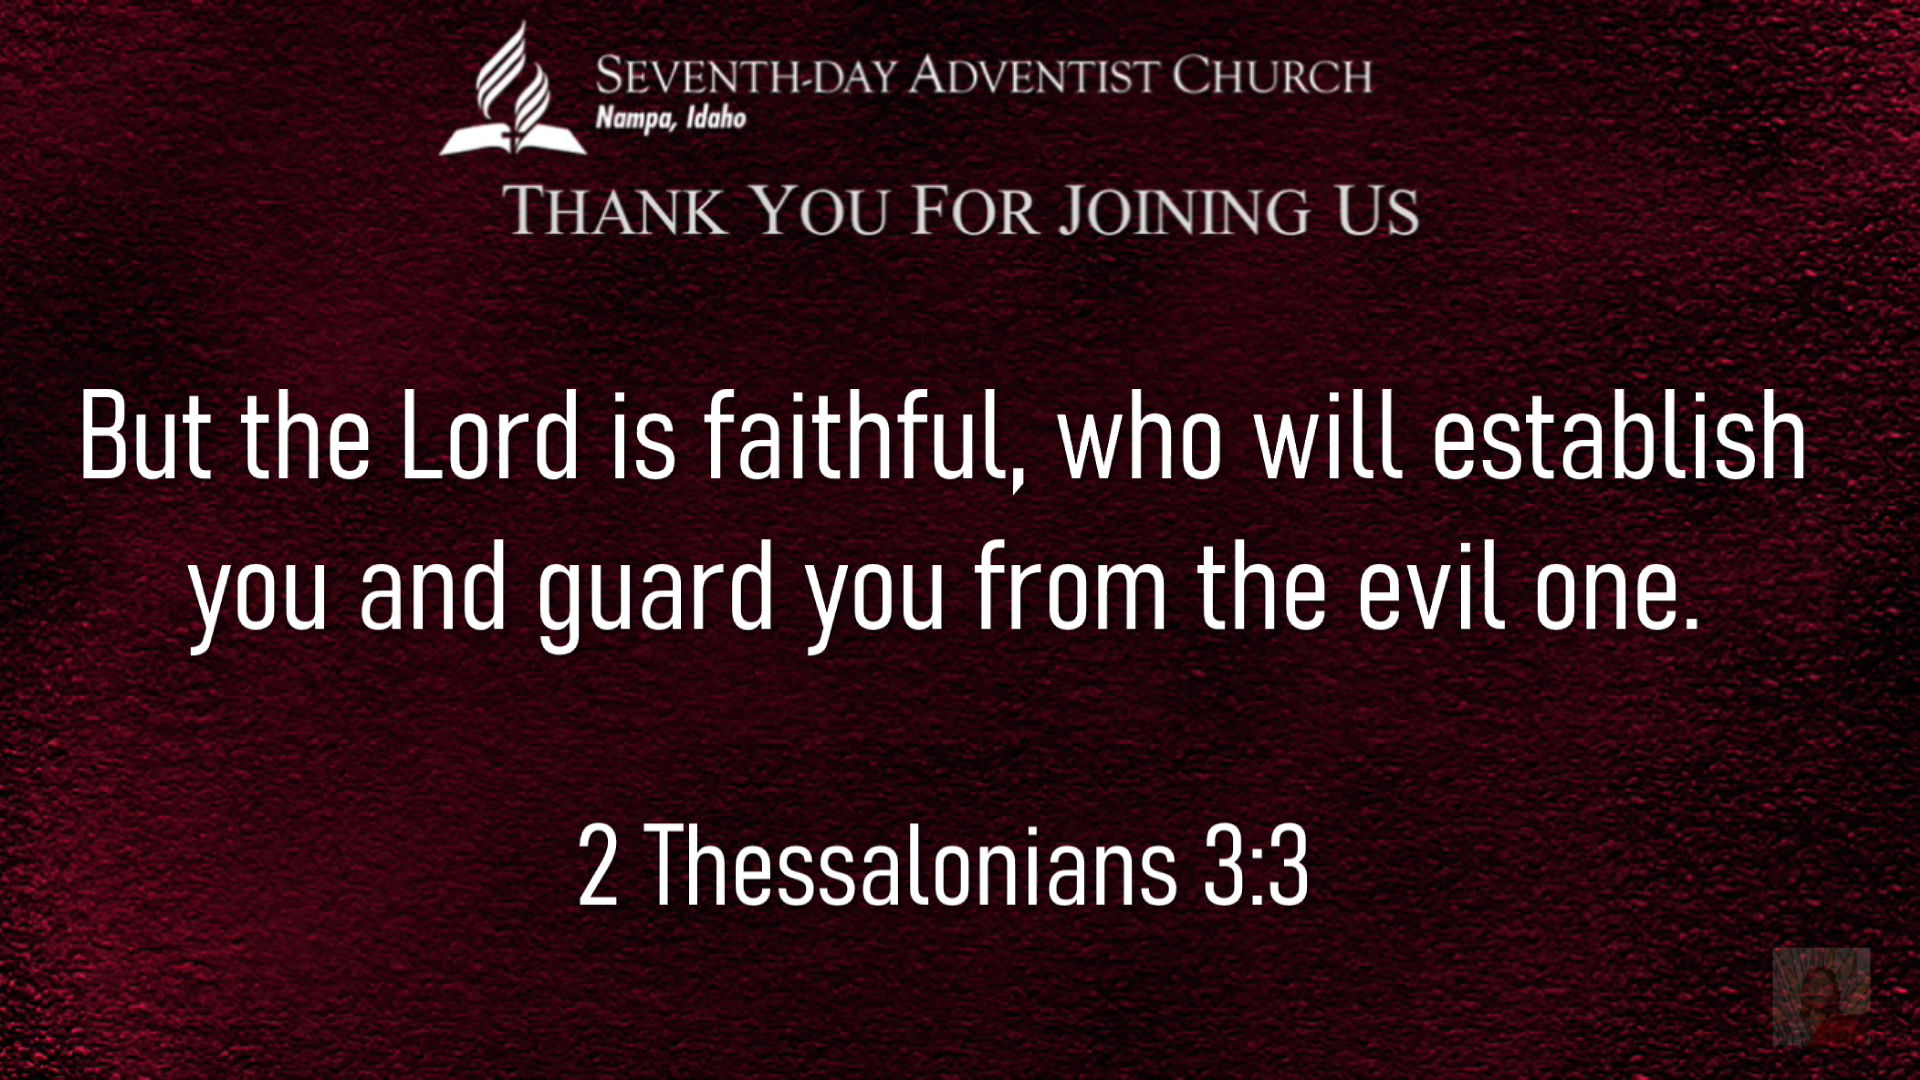 SEVENTH-DAY ADVENTIST CHURCH
Nampa, Idaho
THANK YOU FOR JOINING US
But the Lord is faithful, who will establish
you and guard you from the evil one.
2 Thessalonians 3:3